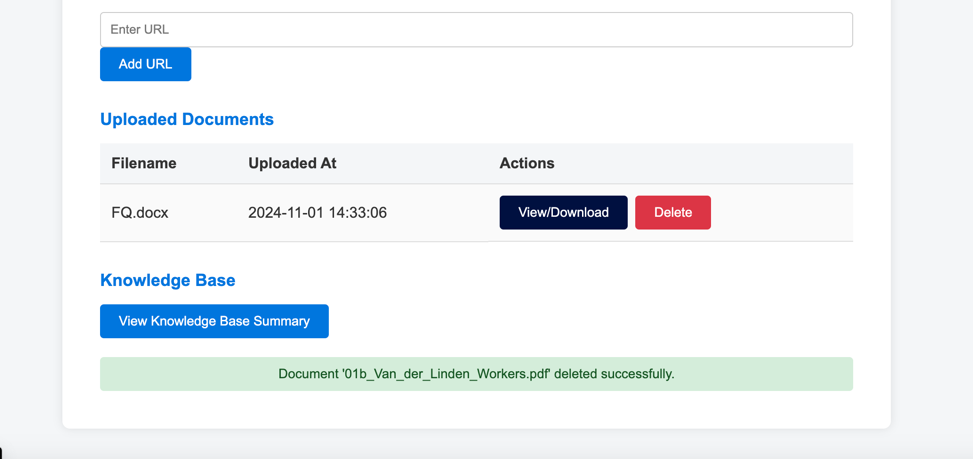 Enter URL
Add URL
Uploaded Documents
Filename Uploaded At Actions
FQ.docx 2024-11-01 14:33:06 View/Download Delete
Knowledge Base
View Knowledge Base Summary
Document '01b_Van_der_Linden_Workers.pdf' deleted successfully.